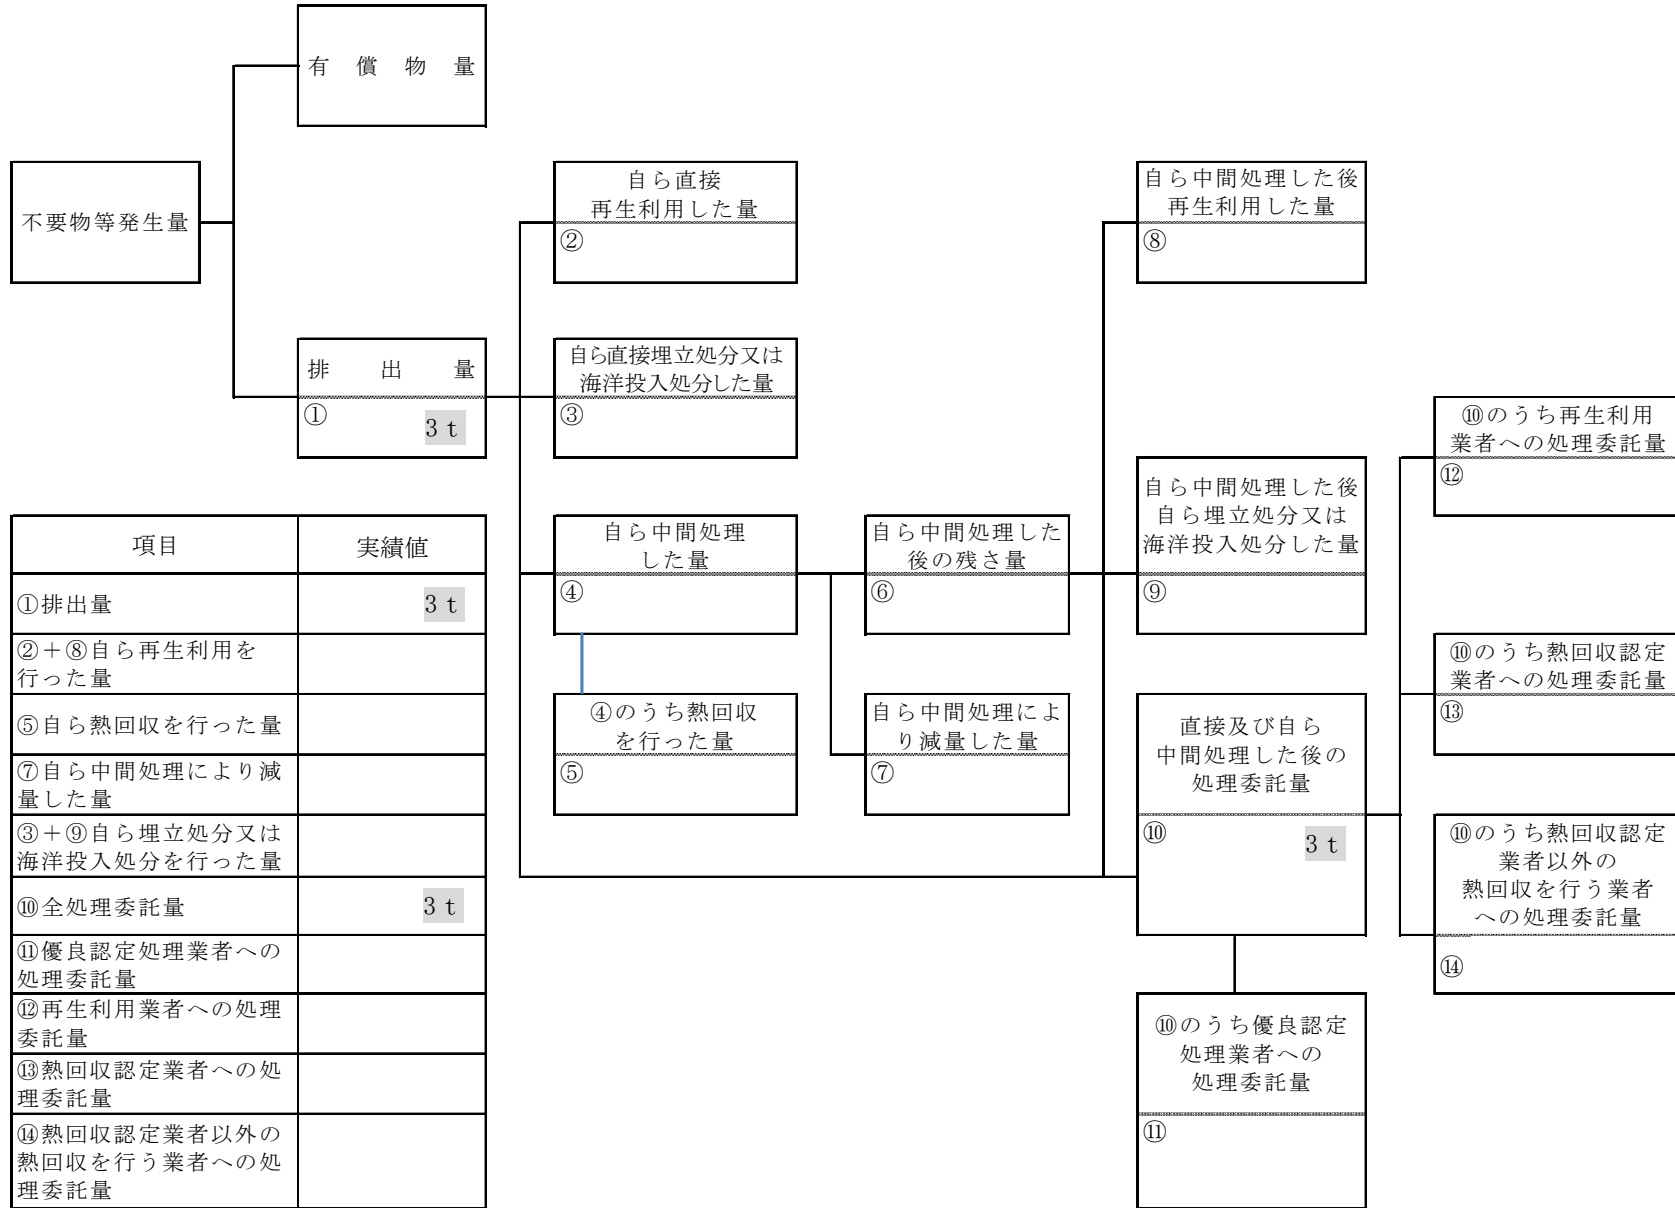 有償物量
不要物等発生量
排出量
①
3 t
自ら直接
再生利用した量
②
自ら直接埋立処分又は
海洋投入処分した量
③
自ら中間処理
した量
④
④のうち熱回収
を行った量
⑤
自ら中間処理した
後の残さ量
⑥
自ら中間処理によ
り減量した量
⑦
自ら中間処理した後
再生利用した量
⑧
自ら中間処理した後
自ら埋立処分又は
海洋投入処分した量
⑨
直接及び自ら
中間処理した後の
処理委託量
⑩
3 t
⑩のうち優良認定
処理業者への
処理委託量
⑪
⑩のうち再生利用
業者への処理委託量
⑫
⑩のうち熱回収認定
業者への処理委託量
⑬
⑩のうち熱回収認定
業者以外の
熱回収を行う業者
への処理委託量
⑭
項目 実績値
①排出量 3 t
②＋⑧自ら再生利用を
行った量
⑤自ら熱回収を行った量
⑦自ら中間処理により減
量した量
③＋⑨自ら埋立処分又は
海洋投入処分を行った量
⑩全処理委託量 3 t
⑪優良認定処理業者への
処理委託量
⑫再生利用業者への処理
委託量
⑬熱回収認定業者への処
理委託量
⑭熱回収認定業者以外の
熱回収を行う業者への処
理委託量